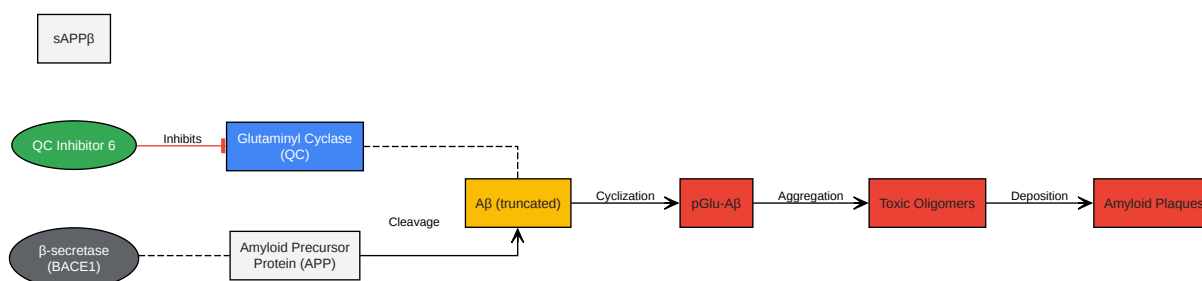 sAPPβ
QC Inhibitor 6
Inhibits
Glutaminyl Cyclase
(QC)
β-secretase
(BACE1)
Amyloid Precursor
Protein (APP)
Cleavage
Aβ (truncated)
Cyclization
pGlu-Aβ
Aggregation
Toxic Oligomers
Deposition
Amyloid Plaques